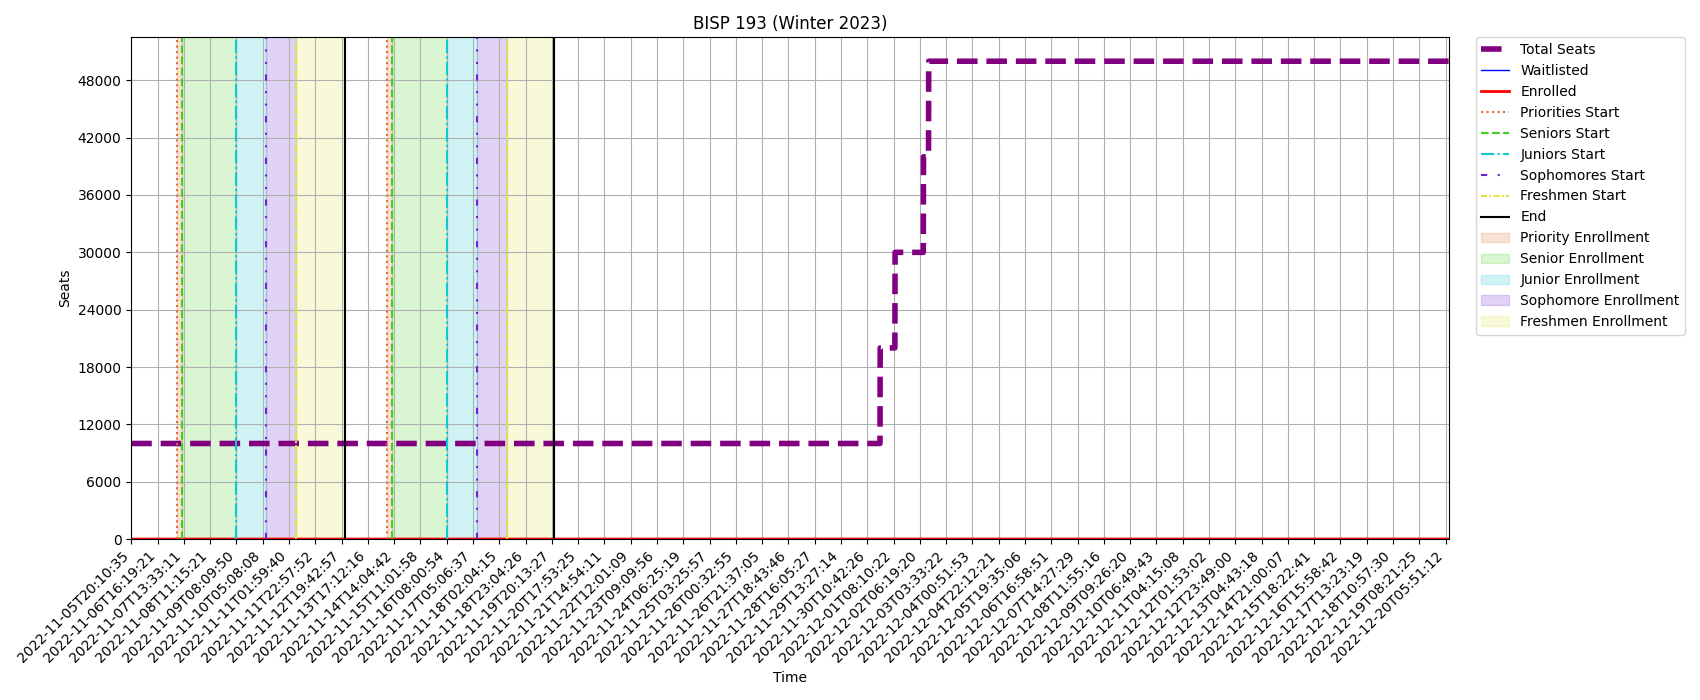 BISP 193 (Winter 2023)
Seats
48000
42000
36000
30000
24000
18000
12000
6000
0
2022-11-05T20:10:35
2022-11-06T16:19:21
2022-11-07T13:33:11
2022-11-08T11:15:21
2022-11-09T08:09:50
2022-11-10T05:08:08
2022-11-11T01:59:40
2022-11-11T22:57:52
2022-11-12T19:42:57
2022-11-13T17:12:16
2022-11-14T14:04:42
2022-11-15T11:01:58
2022-11-16T08:00:54
2022-11-17T05:06:37
2022-11-18T02:04:15
2022-11-18T23:04:26
2022-11-19T20:13:27
2022-11-20T17:53:25
2022-11-21T14:54:11
2022-11-22T12:01:09
2022-11-23T09:09:56
2022-11-24T06:25:19
2022-11-25T03:25:57
2022-11-26T00:32:55
2022-11-26T21:37:05
2022-11-27T18:43:46
2022-11-28T16:05:27
2022-11-29T13:27:14
2022-11-30T10:42:26
2022-12-01T08:10:22
2022-12-02T06:19:20
2022-12-03T03:33:22
2022-12-04T00:51:53
2022-12-04T22:12:21
2022-12-05T19:35:06
2022-12-06T16:58:51
2022-12-07T14:27:29
2022-12-08T11:55:16
2022-12-09T09:26:20
2022-12-10T06:49:43
2022-12-11T04:15:08
2022-12-12T01:53:02
2022-12-12T23:49:00
2022-12-13T04:43:18
2022-12-14T21:00:07
2022-12-15T18:22:41
2022-12-16T15:58:42
2022-12-17T13:23:19
2022-12-18T10:57:30
2022-12-19T08:21:25
2022-12-20T05:51:12
Time
Total Seats
Waitlisted
Enrolled
Priorities Start
Seniors Start
Juniors Start
Sophomores Start
Freshmen Start
End
Priority Enrollment
Senior Enrollment
Junior Enrollment
Sophomore Enrollment
Freshmen Enrollment